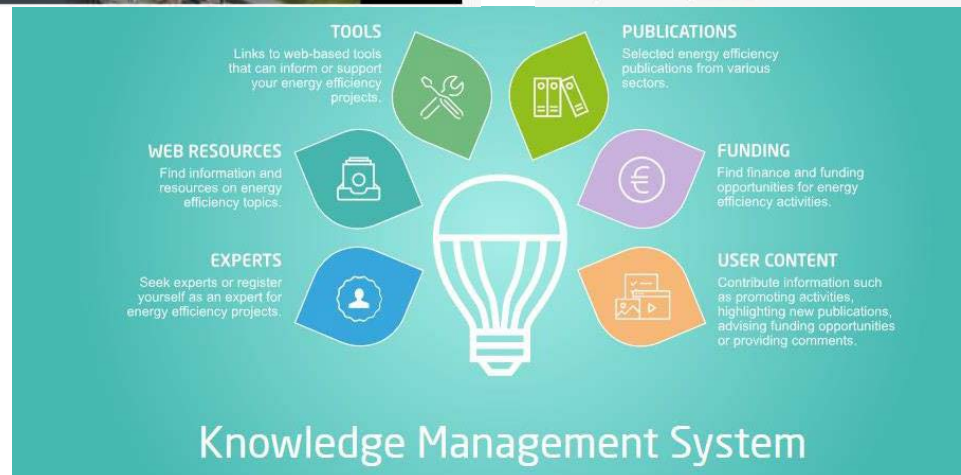 TOOLS
Links to web-based tools
that can inform or support
your energy efficiency
projects.
PUBLICATIONS
Selected energy efficiency
publications from various
sectors.
WEB RESOURCES
Find information and
resources on energy
efficiency topics.
FUNDING
Find finance and funding
opportunities for energy
efficiency activities.
EXPERTS
Seek experts or register
yourself as an expert for
energy efficiency projects.
USER CONTENT
Contribute information such
as promoting activities,
highlighting new publications,
advising funding opportunities
or providing comments.
Knowledge Management System